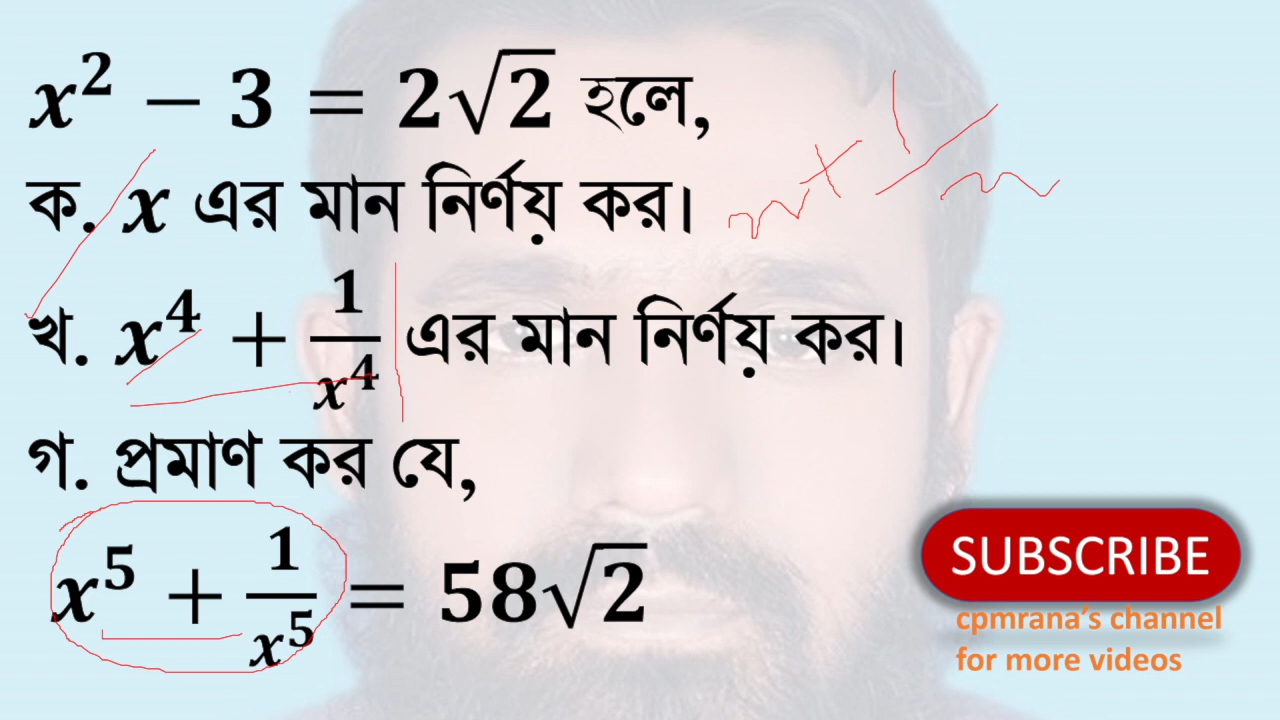 x² − 3 = 2√2 হলে,
ক. x এর মান নির্ণয় কর।
খ. x⁴ + 1/x⁴ এর মান নির্ণয় কর।
গ. প্রমাণ কর যে,
x⁵ + 1/x⁵ = 58√2
SUBSCRIBE
cpmrana's channel
for more videos